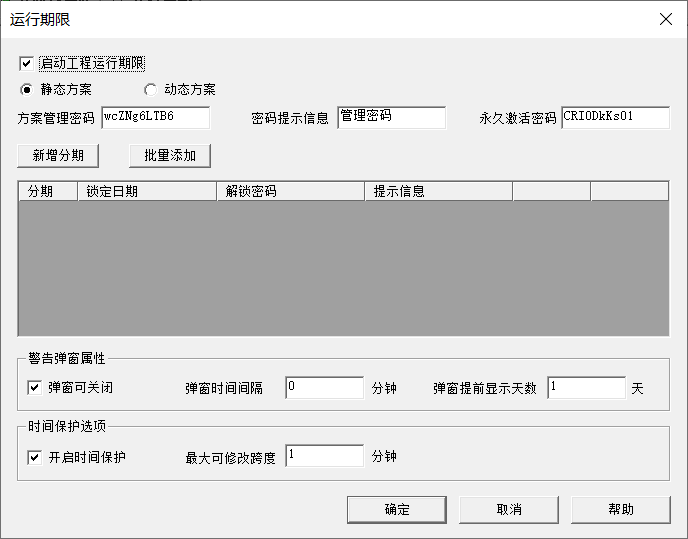 运行期限
启动工程运行期限
静态方案 动态方案
方案管理密码 wcZNg6LTB6 密码提示信息 管理密码 永久激活密码 CRI0DkKs01
新增分期 批量添加
分期 锁定日期 解锁密码 提示信息
警告弹窗属性
弹窗可关闭 弹窗时间间隔 0 分钟 弹窗提前显示天数 1 天
时间保护选项
开启时间保护 最大可修改跨度 1 分钟
确定 取消 帮助